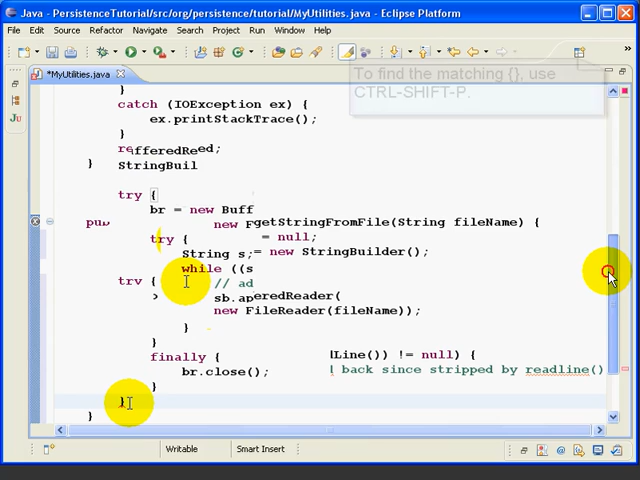 Java - PersistenceTutorial/src/org/persistence/tutorial/MyUtilities.java - Eclipse Platform
File Edit Source Refactor Navigate Search Project Run Window Help
*MyUtilities.java
To find the matching {}, use
CTRL-SHIFT-P.
}
catch (IOException ex) {
ex.printStackTrace();
}
}
StringBuil
try {
br = new Buff
new F getStringFromFile(String fileName) {
try { = null;
String s; = new StringBuilder();
while ((s
try { // ad
sb.ap eredReader(
new FileReader(fileName));
}
} Line()) != null) {
finally { back since stripped by readline()
br.close();
}
}
}
Writable Smart Insert